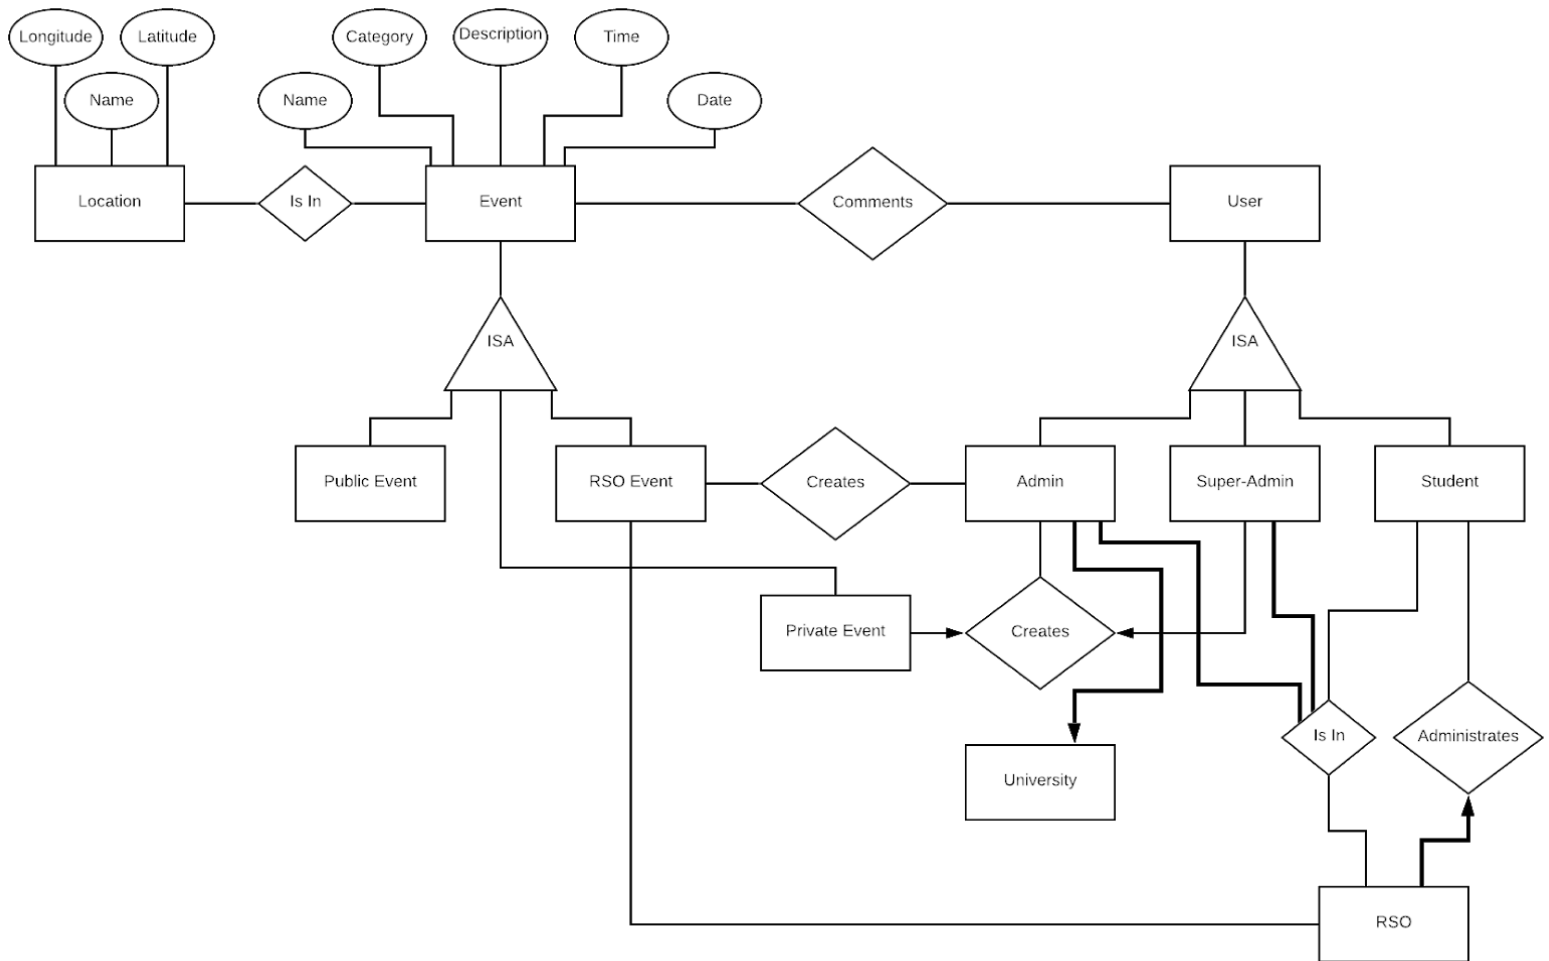 Longitude
Latitude
Category
Description
Time
Name
Name
Date
Location
Is In
Event
Comments
User
ISA
ISA
Public Event
RSO Event
Creates
Admin
Super-Admin
Student
Private Event
Creates
Is In
Administrates
University
RSO